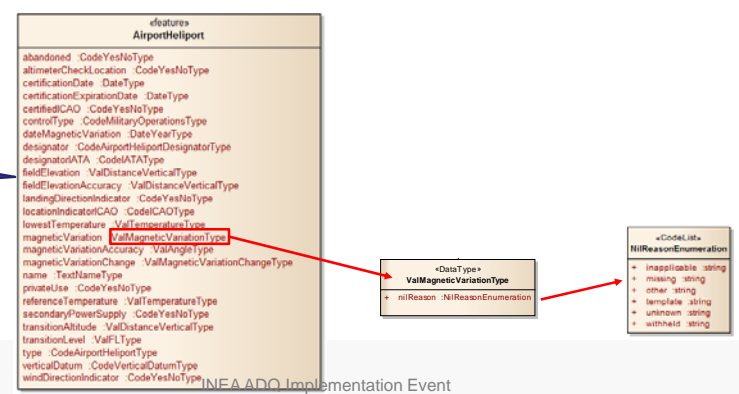 «feature»
AirportHeliport
abandoned :CodeYesNoType
altimeterCheckLocation :CodeYesNoType
certificationDate :DateType
certificationExpirationDate :DateType
certifiedICAO :CodeYesNoType
controlType :CodeMilitaryOperationsType
dateMagneticVariation :DateYearType
designator :CodeAirportHeliportDesignatorType
designatorIATA :CodeIATAType
fieldElevation :ValDistanceVerticalType
fieldElevationAccuracy :ValDistanceVerticalType
landingDirectionIndicator :CodeYesNoType
locationIndicatorICAO :CodeICAOType
lowestTemperature :ValTemperatureType
magneticVariation :ValMagneticVariationType
magneticVariationAccuracy :ValAngleType
magneticVariationChange :ValMagneticVariationChangeType
name :TextNameType
privateUse :CodeYesNoType
referenceTemperature :ValTemperatureType
secondaryPowerSupply :CodeYesNoType
transitionAltitude :ValDistanceVerticalType
transitionLevel :ValFLType
type :CodeAirportHeliportType
verticalDatum :CodeVerticalDatumType
windDirectionIndicator :CodeYesNoType
«DataType»
ValMagneticVariationType
+ nilReason :NilReasonEnumeration
«CodeList»
NilReasonEnumeration
+ inapplicable :string
+ missing :string
+ other :string
+ template :string
+ unknown :string
+ withheld :string
INEA ADQ Implementation Event